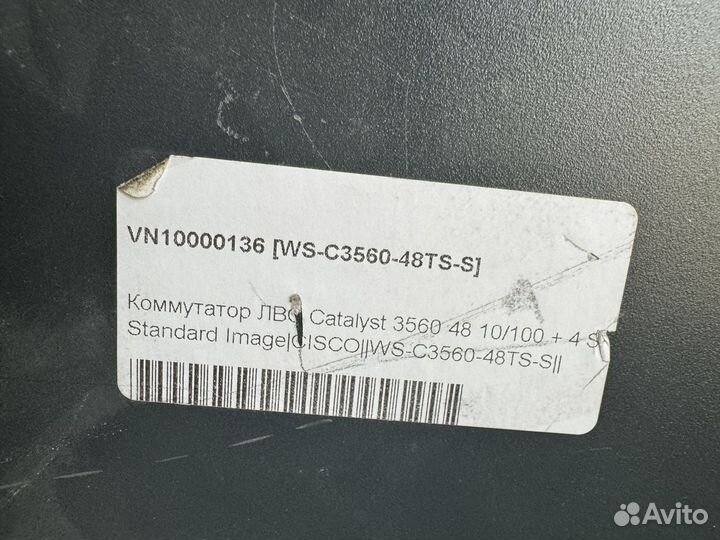 VN10000136 [WS-C3560-48TS-S]
Коммутатор ЛВС Catalyst 3560 48 10/100 + 4 S
Standard Image|CISCO||WS-C3560-48TS-S||
Avito